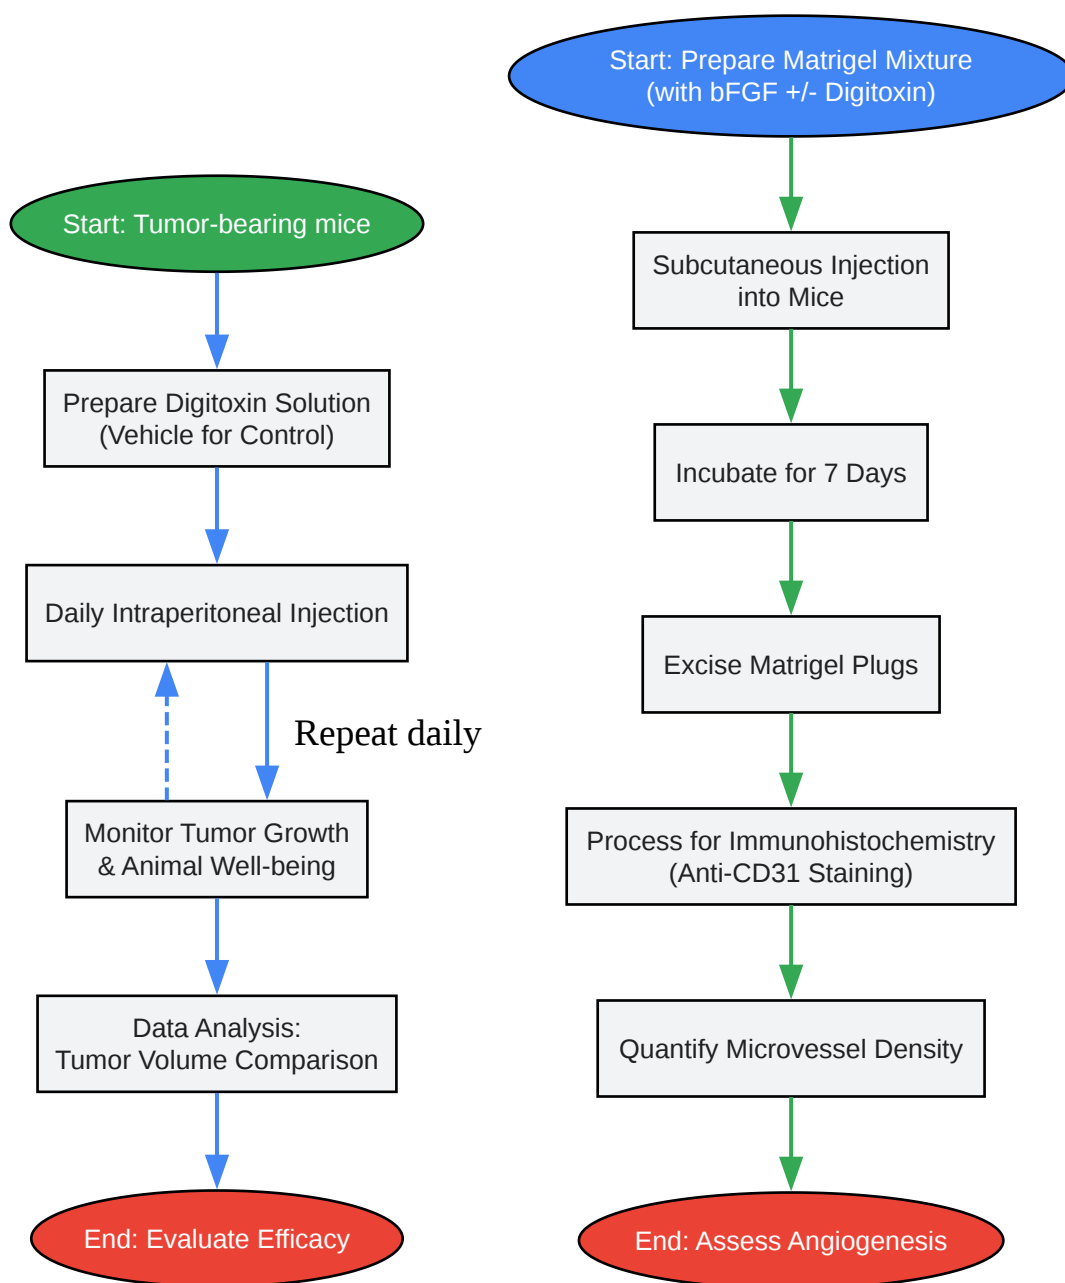 Start: Tumor-bearing mice
Prepare Digitoxin Solution
(Vehicle for Control)
Daily Intraperitoneal Injection
Repeat daily
Monitor Tumor Growth
& Animal Well-being
Data Analysis:
Tumor Volume Comparison
End: Evaluate Efficacy
Start: Prepare Matrigel Mixture
(with bFGF +/- Digitoxin)
Subcutaneous Injection
into Mice
Incubate for 7 Days
Excise Matrigel Plugs
Process for Immunohistochemistry
(Anti-CD31 Staining)
Quantify Microvessel Density
End: Assess Angiogenesis